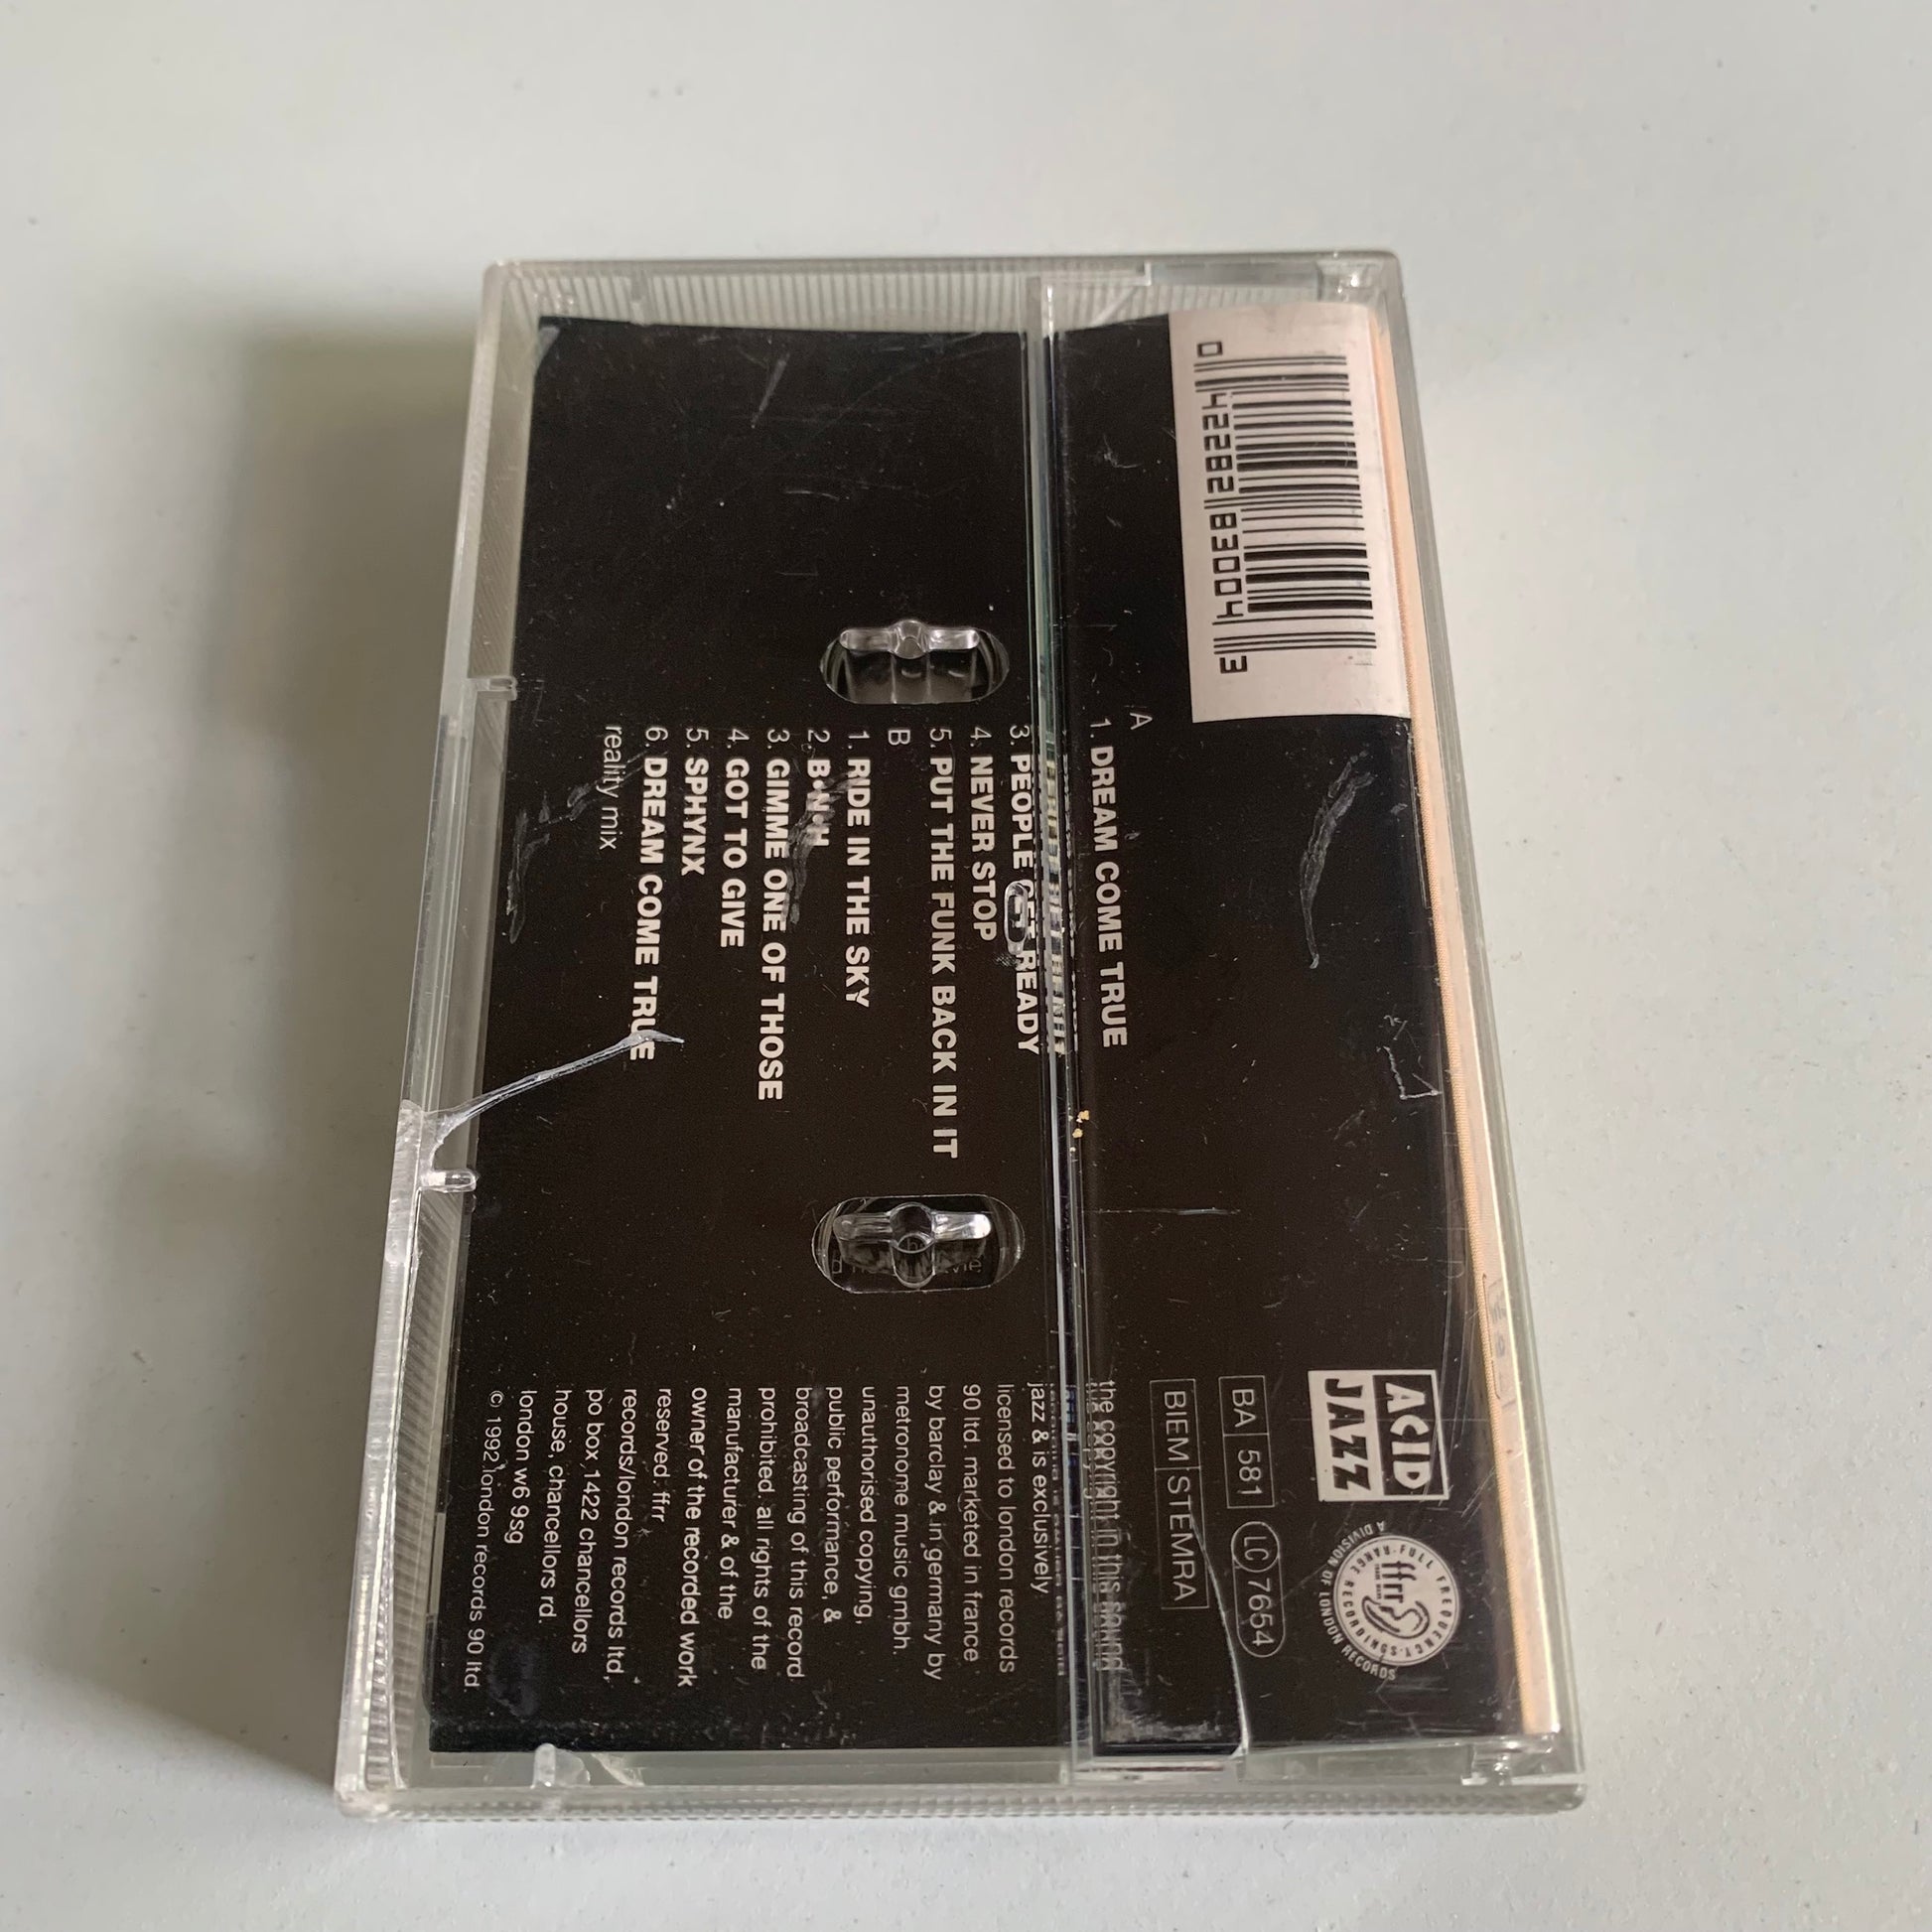 0 42282 83004 3
A
1. DREAM COME TRUE
3. PEOPLE GET READY
4. NEVER STOP
5. PUT THE FUNK BACK IN IT
B
1. RIDE IN THE SKY
2. B•N•H
3. GIMME ONE OF THOSE
4. GOT TO GIVE
5. SPHYNX
6. DREAM COME TRUE
reality mix
ACID
JAZZ
FULL FREQUENCY RANGE RECORDINGS
ffrr
A DIVISION OF LONDON RECORDS
BA 581 LC 7654
BIEM STEMRA
the copyright in this sound
jazz & is exclusively
licensed to london records
90 ltd. marketed in france
by barclay & in germany by
metronome music gmbh.
unauthorised copying,
public performance, &
broadcasting of this record
prohibited. all rights of the
manufacturer & of the
owner of the recorded work
reserved. ffrr
records/london records ltd,
po box 1422 chancellors
house, chancellors rd.
london w6 9sg
© 1992 london records 90 ltd.